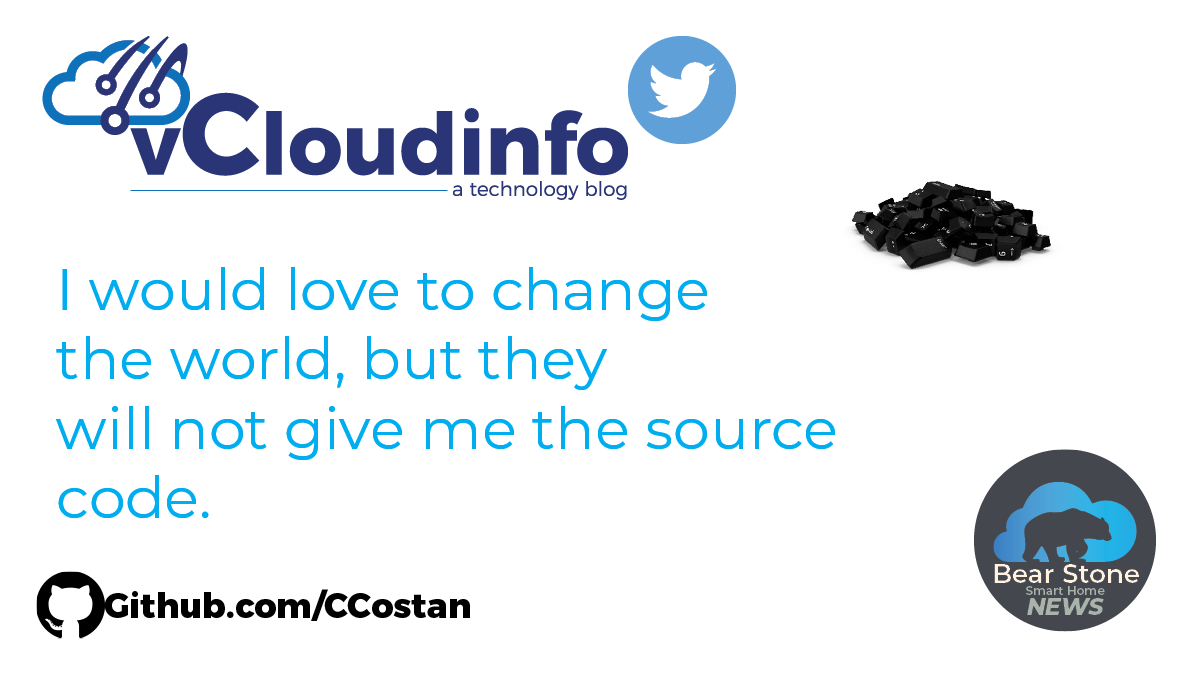 vCloudinfo
a technology blog
I would love to change
the world, but they
will not give me the source
code.
Bear Stone
Smart Home
NEWS
Github.com/CCostan